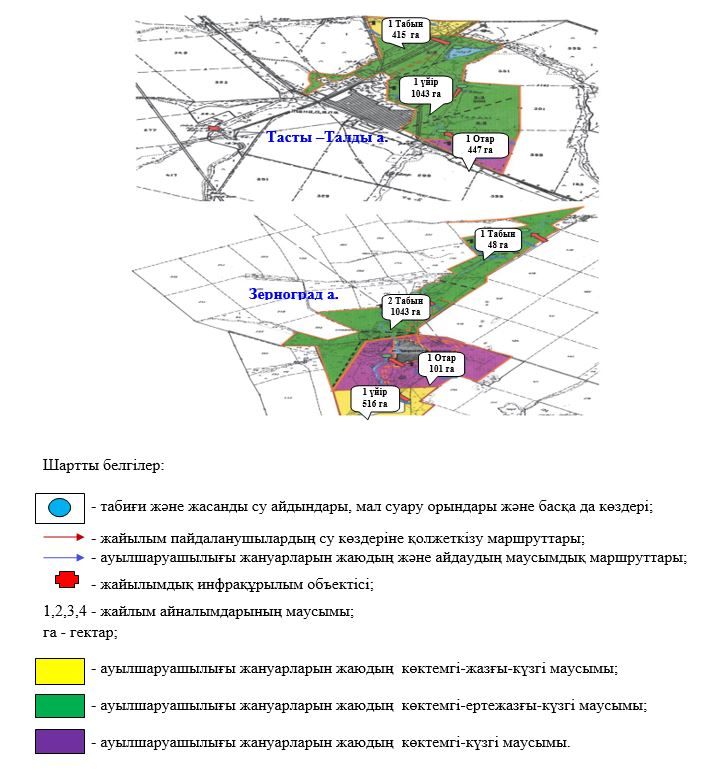 1 Табын
415 га
1 үйір
1043 га
Тасты –Талды а.
1 Отар
447 га
1 Табын
48 га
Зерноград а.
2 Табын
1043 га
1 Отар
101 га
1 үйір
516 га
Шартты белгілер:
- табиғи және жасанды су айдындары, мал суару орындары және басқа да көздері;
- жайылым пайдаланушылардың су көздеріне қолжеткізу маршруттары;
- ауылшаруашылығы жануарларын жаюдың және айдаудың маусымдық маршруттары;
- жайылымдық инфрақұрылым объектісі;
1,2,3,4 - жайлым айналымдарының маусымы;
га - гектар;
- ауылшаруашылығы жануарларын жаюдың көктемгі-жазғы-күзгі маусымы;
- ауылшаруашылығы жануарларын жаюдың көктемгі-ертежазғы-күзгі маусымы;
- ауылшаруашылығы жануарларын жаюдың көктемгі-күзгі маусымы.